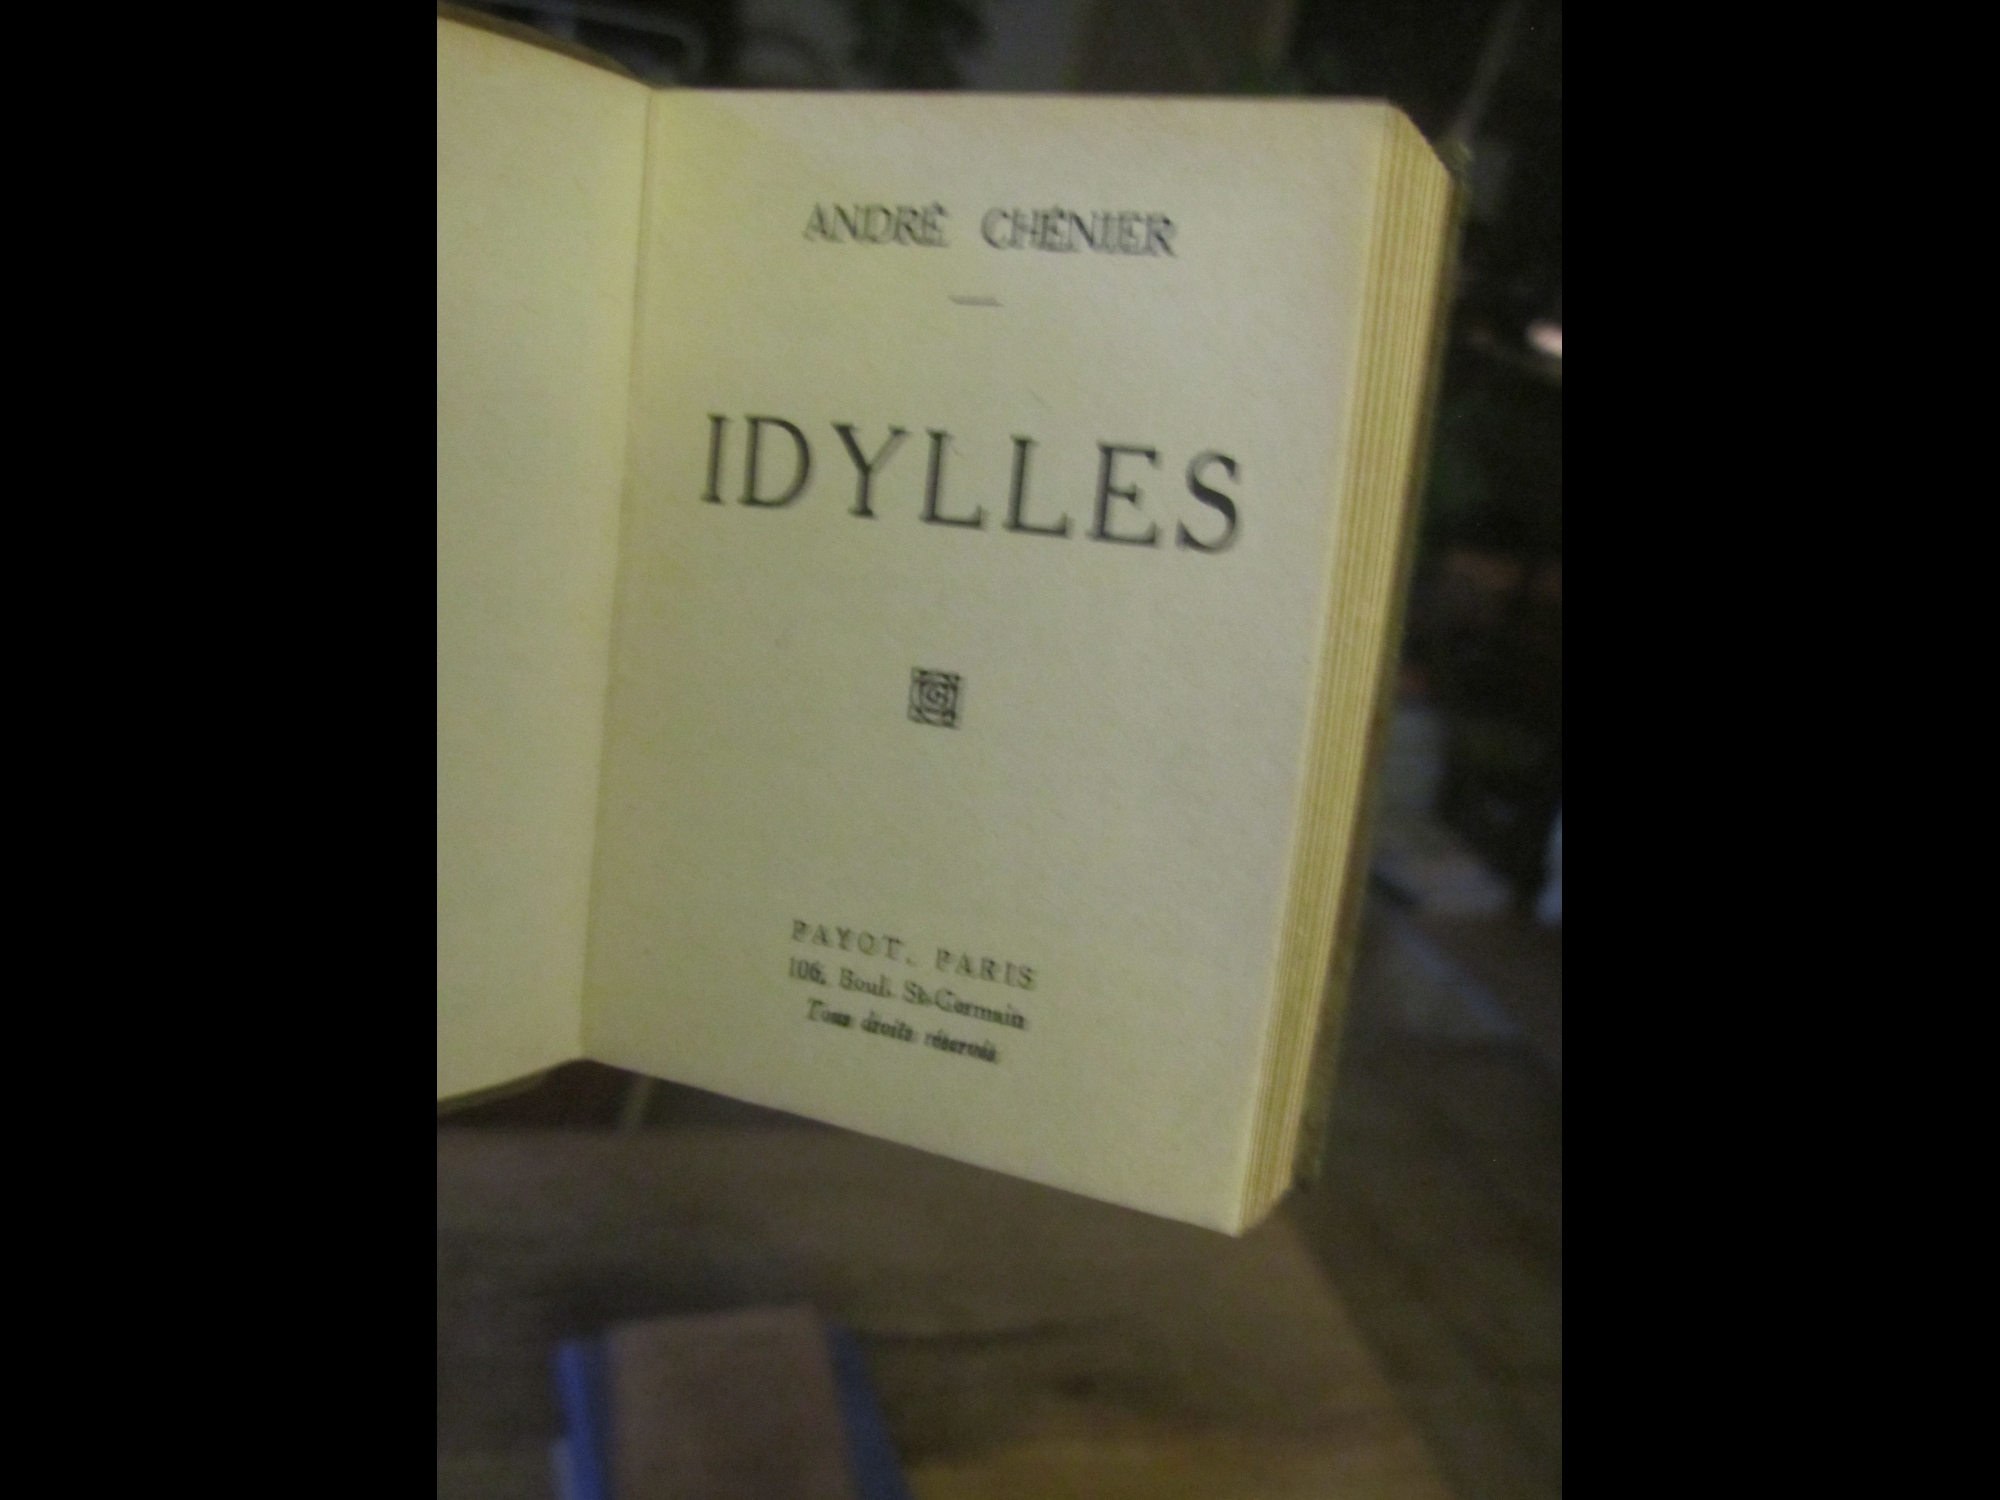 ANDRÉ CHÉNIER
IDYLLES
PAYOT, PARIS
106, Boul. St-Germain
Tous droits réservés